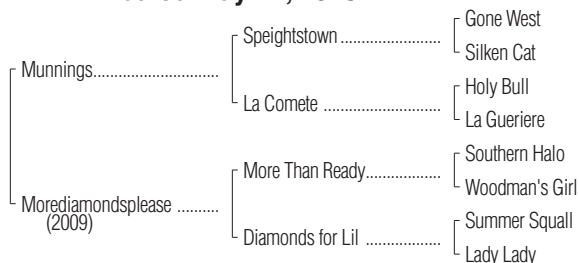 Gone West
Speightstown
Silken Cat
Munnings
Holy Bull
La Comete
La Gueriere
Southern Halo
More Than Ready
Woodman's Girl
Morediamondsplease
(2009)
Summer Squall
Diamonds for Lil
Lady Lady